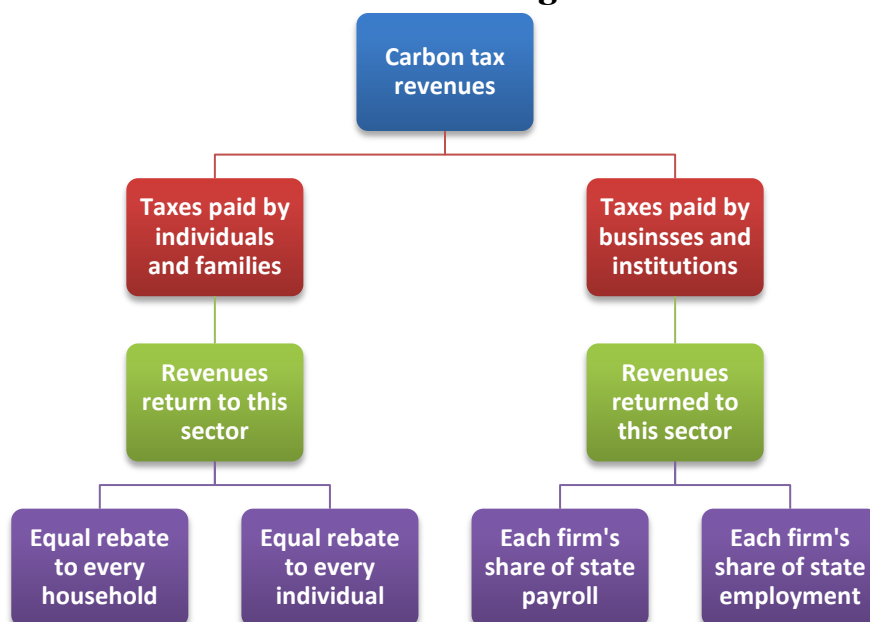 Carbon tax
revenues
Taxes paid by
individuals
and families
Taxes paid by
businsses and
institutions
Revenues
return to this
sector
Revenues
returned to
this sector
Equal rebate
to every
household
Equal rebate
to every
individual
Each firm's
share of state
payroll
Each firm's
share of state
employment